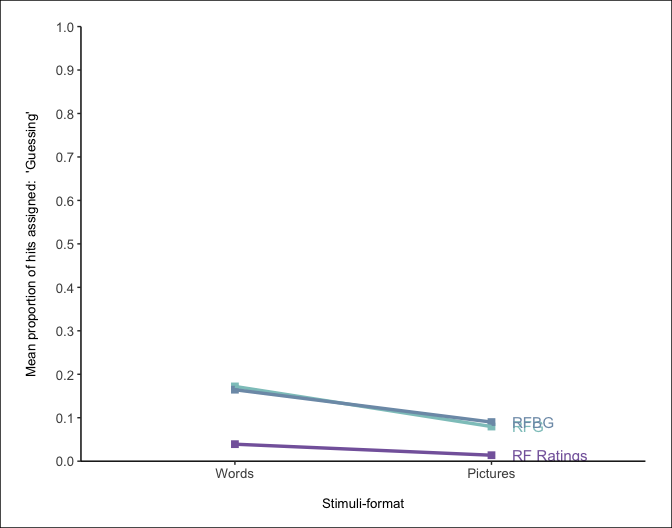 1.0
0.9
0.8
0.7
0.6
0.5
0.4
0.3
0.2
0.1
0.0
Mean proportion of hits assigned: 'Guessing'
RFBG
RFG
RF Ratings
Words
Pictures
Stimuli-format